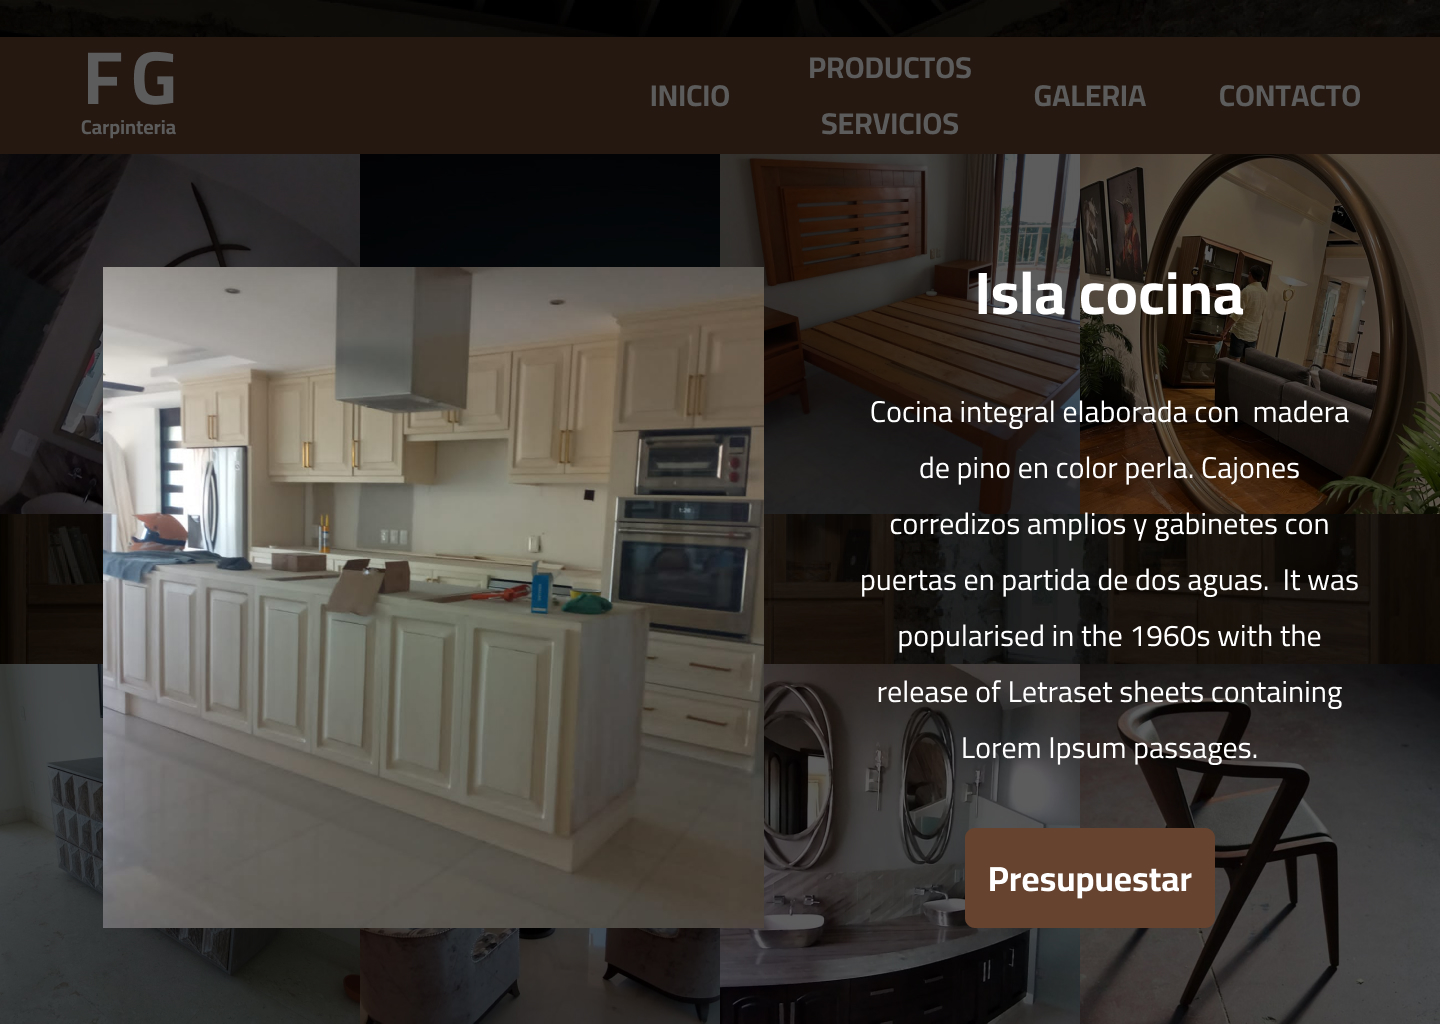 FG
Carpinteria
INICIO
PRODUCTOS
SERVICIOS
GALERIA
CONTACTO
Isla cocina
Cocina integral elaborada con  madera
de pino en color perla. Cajones
corredizos amplios y gabinetes con
puertas en partida de dos aguas.  It was
popularised in the 1960s with the
release of Letraset sheets containing
Lorem Ipsum passages.
Presupuestar